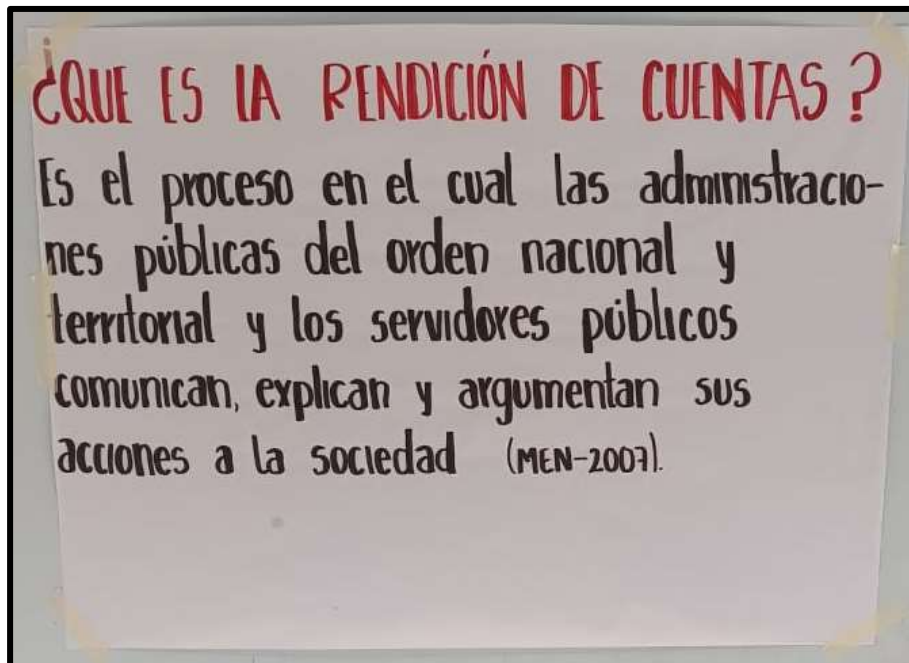 ¿QUE ES LA RENDICIÓN DE CUENTAS?
Es el proceso en el cual las administracio-
nes públicas del orden nacional y
territorial y los servidores públicos
comunican, explican y argumentan sus
acciones a la sociedad (MEN-2007).